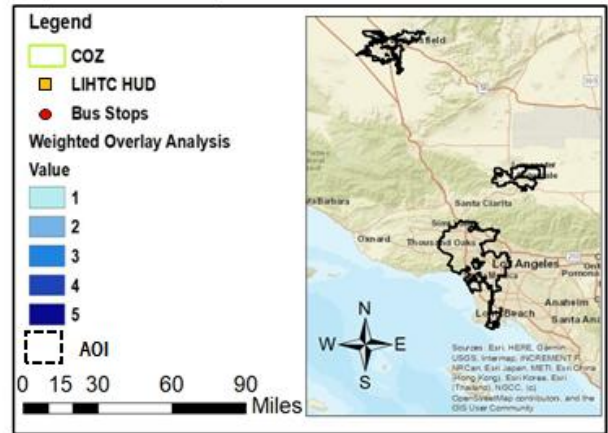 Legend
COZ
LIHTC HUD
Bus Stops
Weighted Overlay Analysis
Value
1
2
3
4
5
AOI
0 15 30 60 90
Miles
Santa Clarita
Oxnard
Thousand Oaks
Los Angeles
Pomona
Anaheim
Long Beach
Santa Ana
N
W E
S
Sources: Esri, HERE, Garmin,
USGS, Intermap, INCREMENT P,
NRCan, Esri Japan, METI, Esri China
(Hong Kong), Esri Korea, Esri
(Thailand), NGCC, (c)
OpenStreetMap contributors, and the
GIS User Community